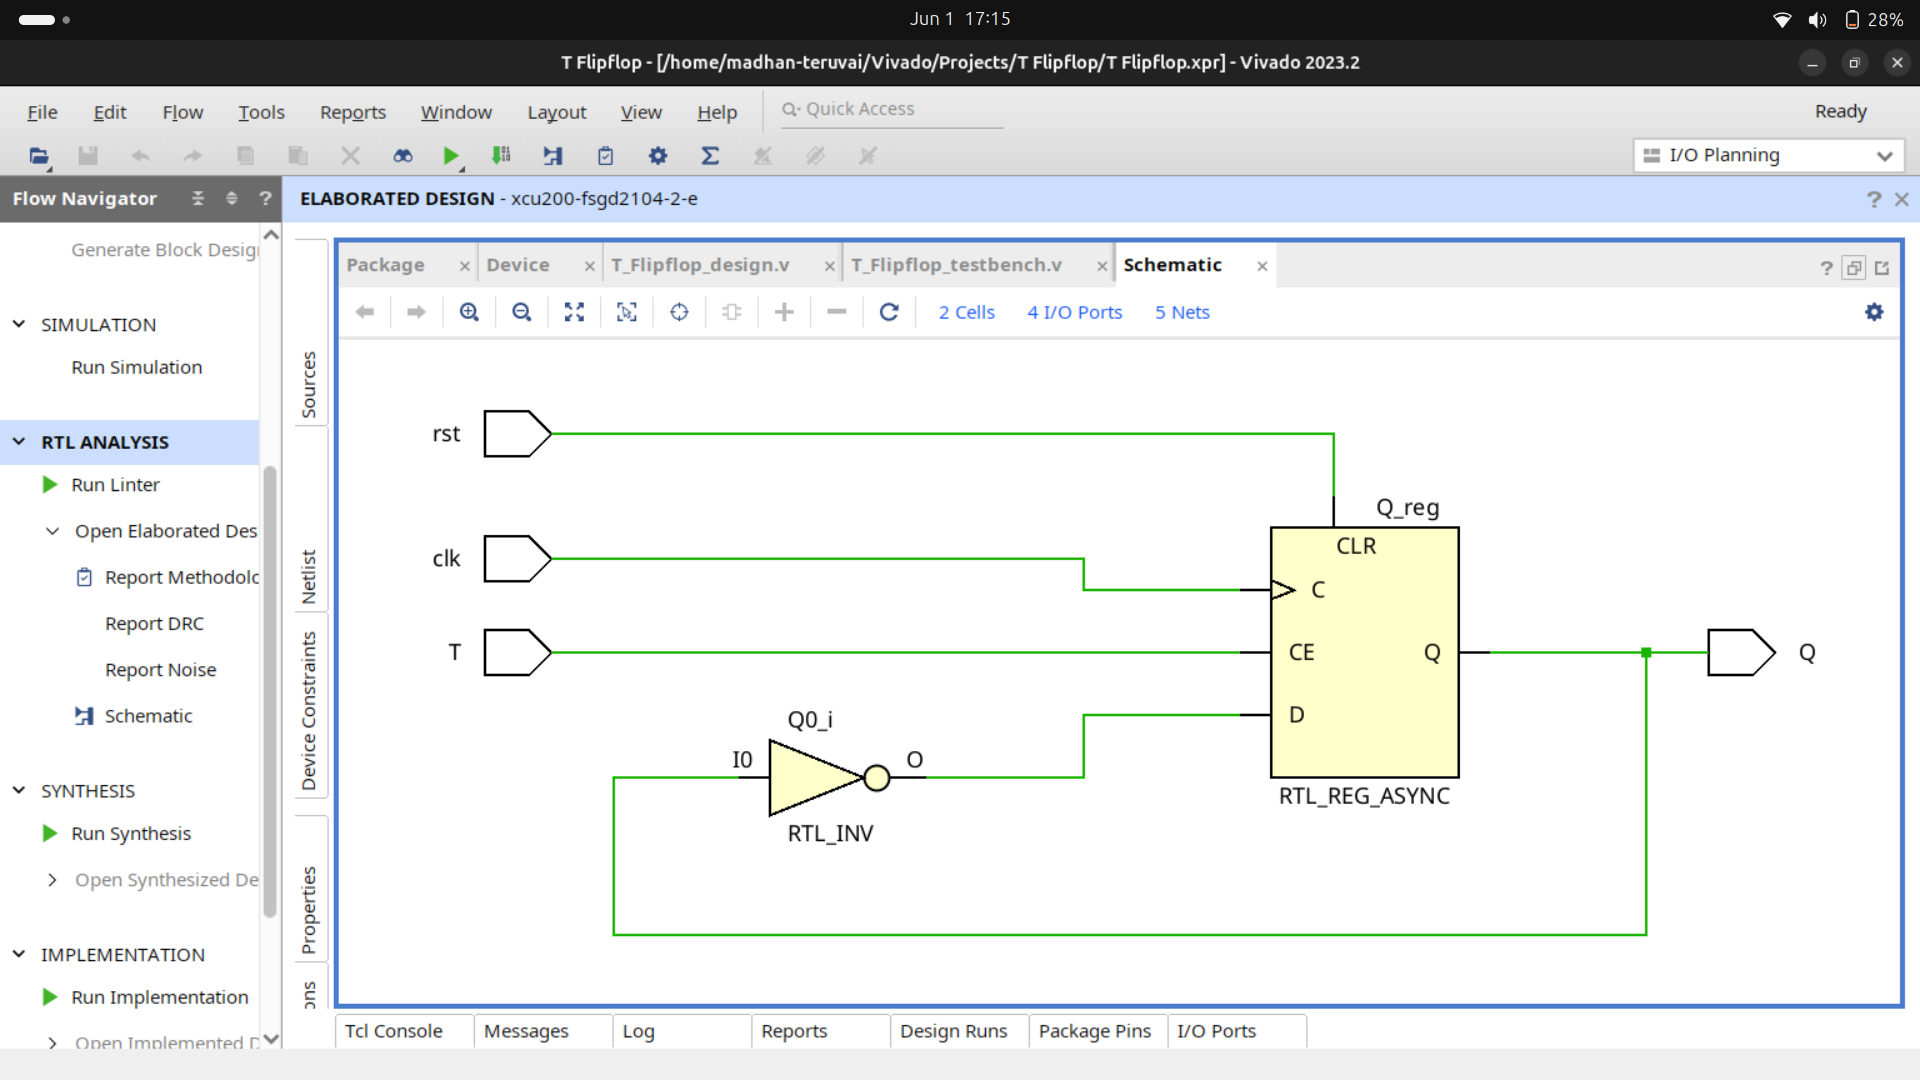 Jun 1 17:15
28%
T Flipflop - [/home/madhan-teruvai/Vivado/Projects/T Flipflop/T Flipflop.xpr] - Vivado 2023.2
File Edit Flow Tools Reports Window Layout View Help
Quick Access
Ready
I/O Planning
Flow Navigator
?
ELABORATED DESIGN - xcu200-fsgd2104-2-e
?
Generate Block Desig
SIMULATION
Run Simulation
RTL ANALYSIS
Run Linter
Open Elaborated Des
Report Methodolo
Report DRC
Report Noise
Schematic
SYNTHESIS
Run Synthesis
Open Synthesized De
IMPLEMENTATION
Run Implementation
Open Implemented D
Sources
Netlist
Device Constraints
Properties
ons
Package
Device
T_Flipflop_design.v
T_Flipflop_testbench.v
Schematic
?
2 Cells
4 I/O Ports
5 Nets
rst
clk
T
Q0_i
I0
O
RTL_INV
Q_reg
CLR
C
CE
Q
D
RTL_REG_ASYNC
Q
Tcl Console
Messages
Log
Reports
Design Runs
Package Pins
I/O Ports